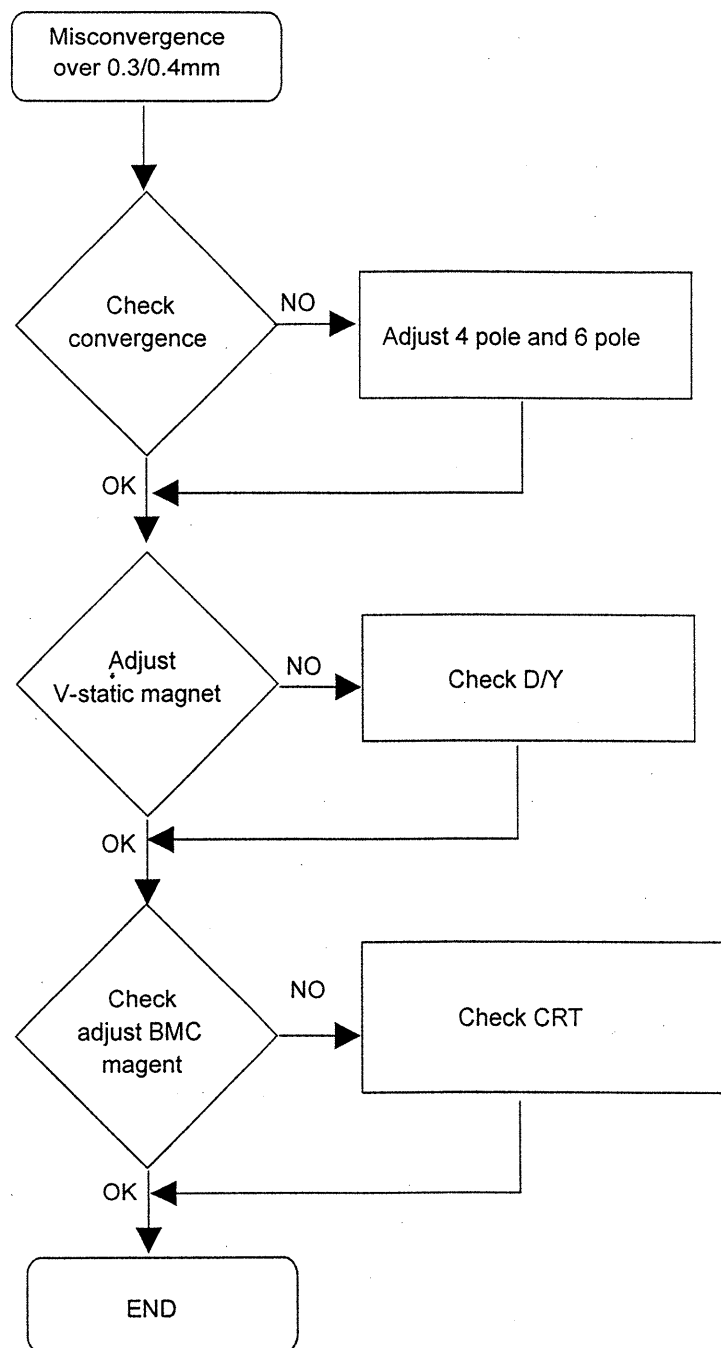 Misconvergence
over 0.3/0.4mm
Check
convergence
NO
Adjust 4 pole and 6 pole
OK
Adjust
V-static magnet
NO
Check D/Y
OK
Check
adjust BMC
magent
NO
Check CRT
OK
END